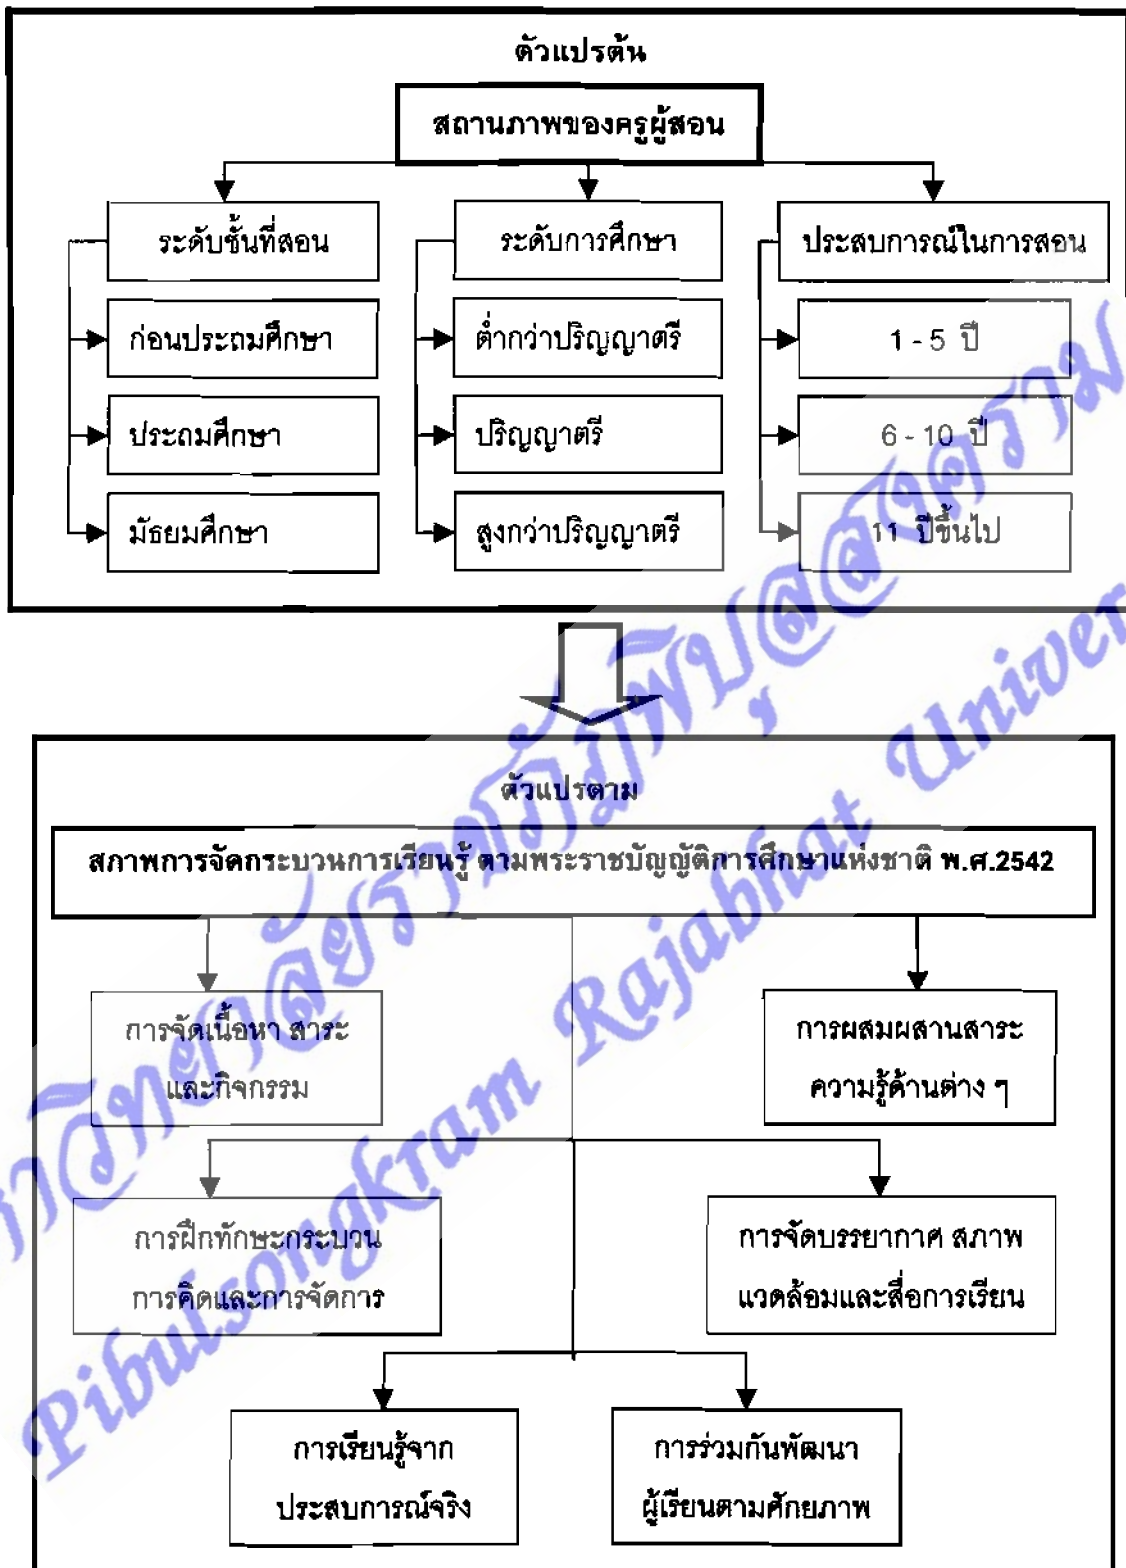 ตัวแปรต้น
สถานภาพของครูผู้สอน
ระดับชั้นที่สอน
ระดับการศึกษา
ประสบการณ์ในการสอน
ก่อนประถมศึกษา
ต่ำกว่าปริญญาตรี
1 - 5 ปี
ประถมศึกษา
ปริญญาตรี
6 - 10 ปี
มัธยมศึกษา
สูงกว่าปริญญาตรี
11 ปีขึ้นไป
ตัวแปรตาม
สภาพการจัดกระบวนการเรียนรู้ ตามพระราชบัญญัติการศึกษาแห่งชาติ พ.ศ.2542
การจัดเนื้อหา สาระ
และกิจกรรม
การผสมผสานสาระ
ความรู้ด้านต่าง ๆ
การฝึกทักษะกระบวน
การคิดและการจัดการ
การจัดบรรยากาศ สภาพ
แวดล้อมและสื่อการเรียน
การเรียนรู้จาก
ประสบการณ์จริง
การร่วมกันพัฒนา
ผู้เรียนตามศักยภาพ
Pibulsongkram Rajabhat Univer